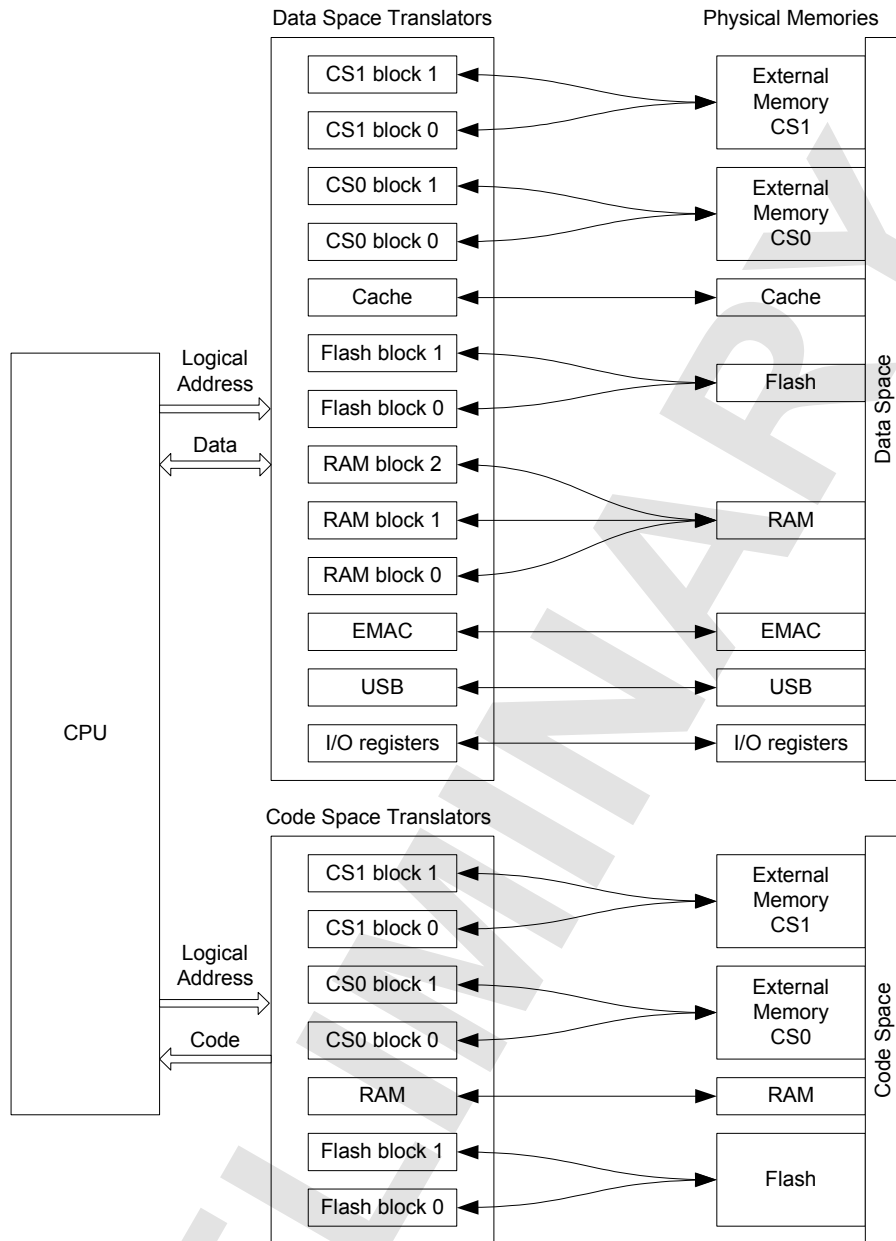 Data Space Translators
Physical Memories
CS1 block 1
CS1 block 0
CS0 block 1
CS0 block 0
Cache
Flash block 1
Flash block 0
RAM block 2
RAM block 1
RAM block 0
EMAC
USB
I/O registers
External
Memory
CS1
External
Memory
CS0
Cache
Flash
RAM
EMAC
USB
I/O registers
Data Space
Logical
Address
Data
CPU
Code Space Translators
CS1 block 1
CS1 block 0
CS0 block 1
CS0 block 0
RAM
Flash block 1
Flash block 0
External
Memory
CS1
External
Memory
CS0
RAM
Flash
Code Space
Logical
Address
Code
ELIMINARY